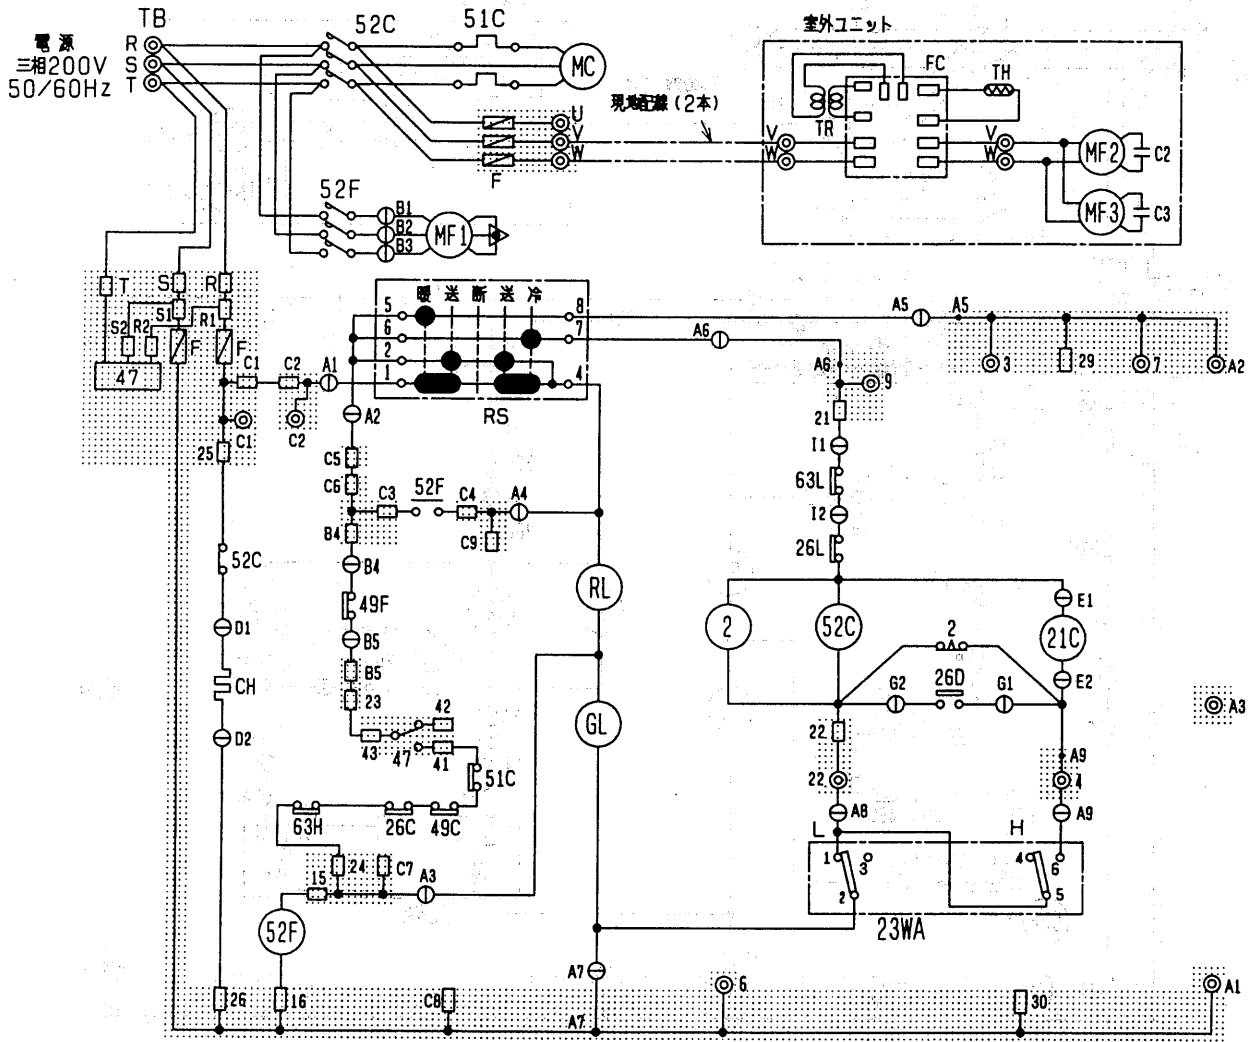 TB
52C
51C
室外ユニット
電源
三相200V
50/60Hz
R
S
T
MC
FC
TH
TR
現地配線(2本)
U
V
W
F
V
W
V
W
MF2
C2
MF3
C3
52F
B1
B2
B3
MF1
T
S
R
S1
R1
S2
R2
F
F
47
C1
C2
A1
C1
C2
25
暖 送 断 送 冷
5
8
6
7
2
1
4
RS
A2
A5
A5
A6
A6
9
3
29
7
A2
21
I1
63L
I2
26L
C5
C6
C3
52F
C4
A4
C9
B4
B4
49F
B5
B5
23
RL
2
52C
E1
21C
E2
2
G2
26D
G1
A3
52C
D1
CH
D2
GL
42
43
47
41
51C
22
22
A9
4
A8
A9
63H
26C
49C
L
H
1
3
2
4
6
5
23WA
24
C7
15
A3
52F
A7
26
16
C8
A7
6
30
A1